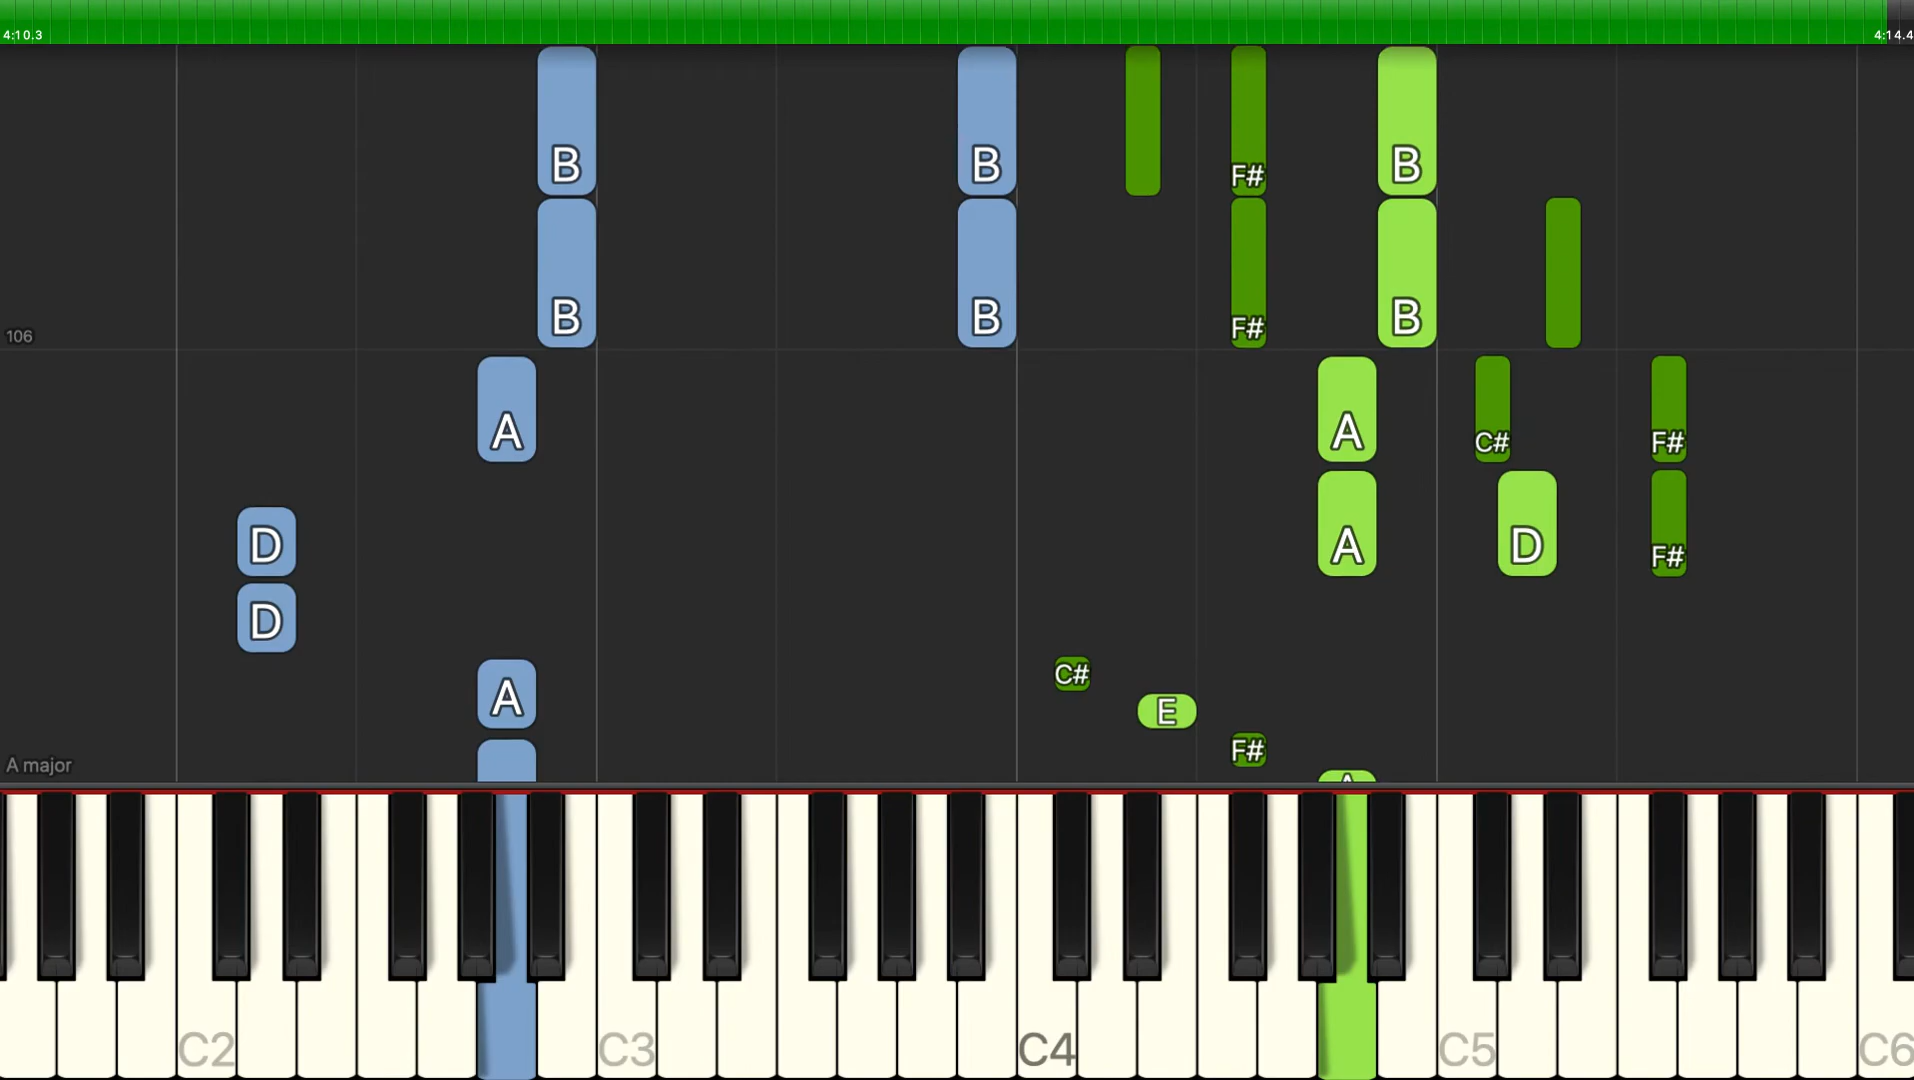 4:10.3
4:14.4
B B F# B
B B F# B
106
A A C# F#
D A D F#
D
C#
A E
F#
A major
A
C2 C3 C4 C5 C6